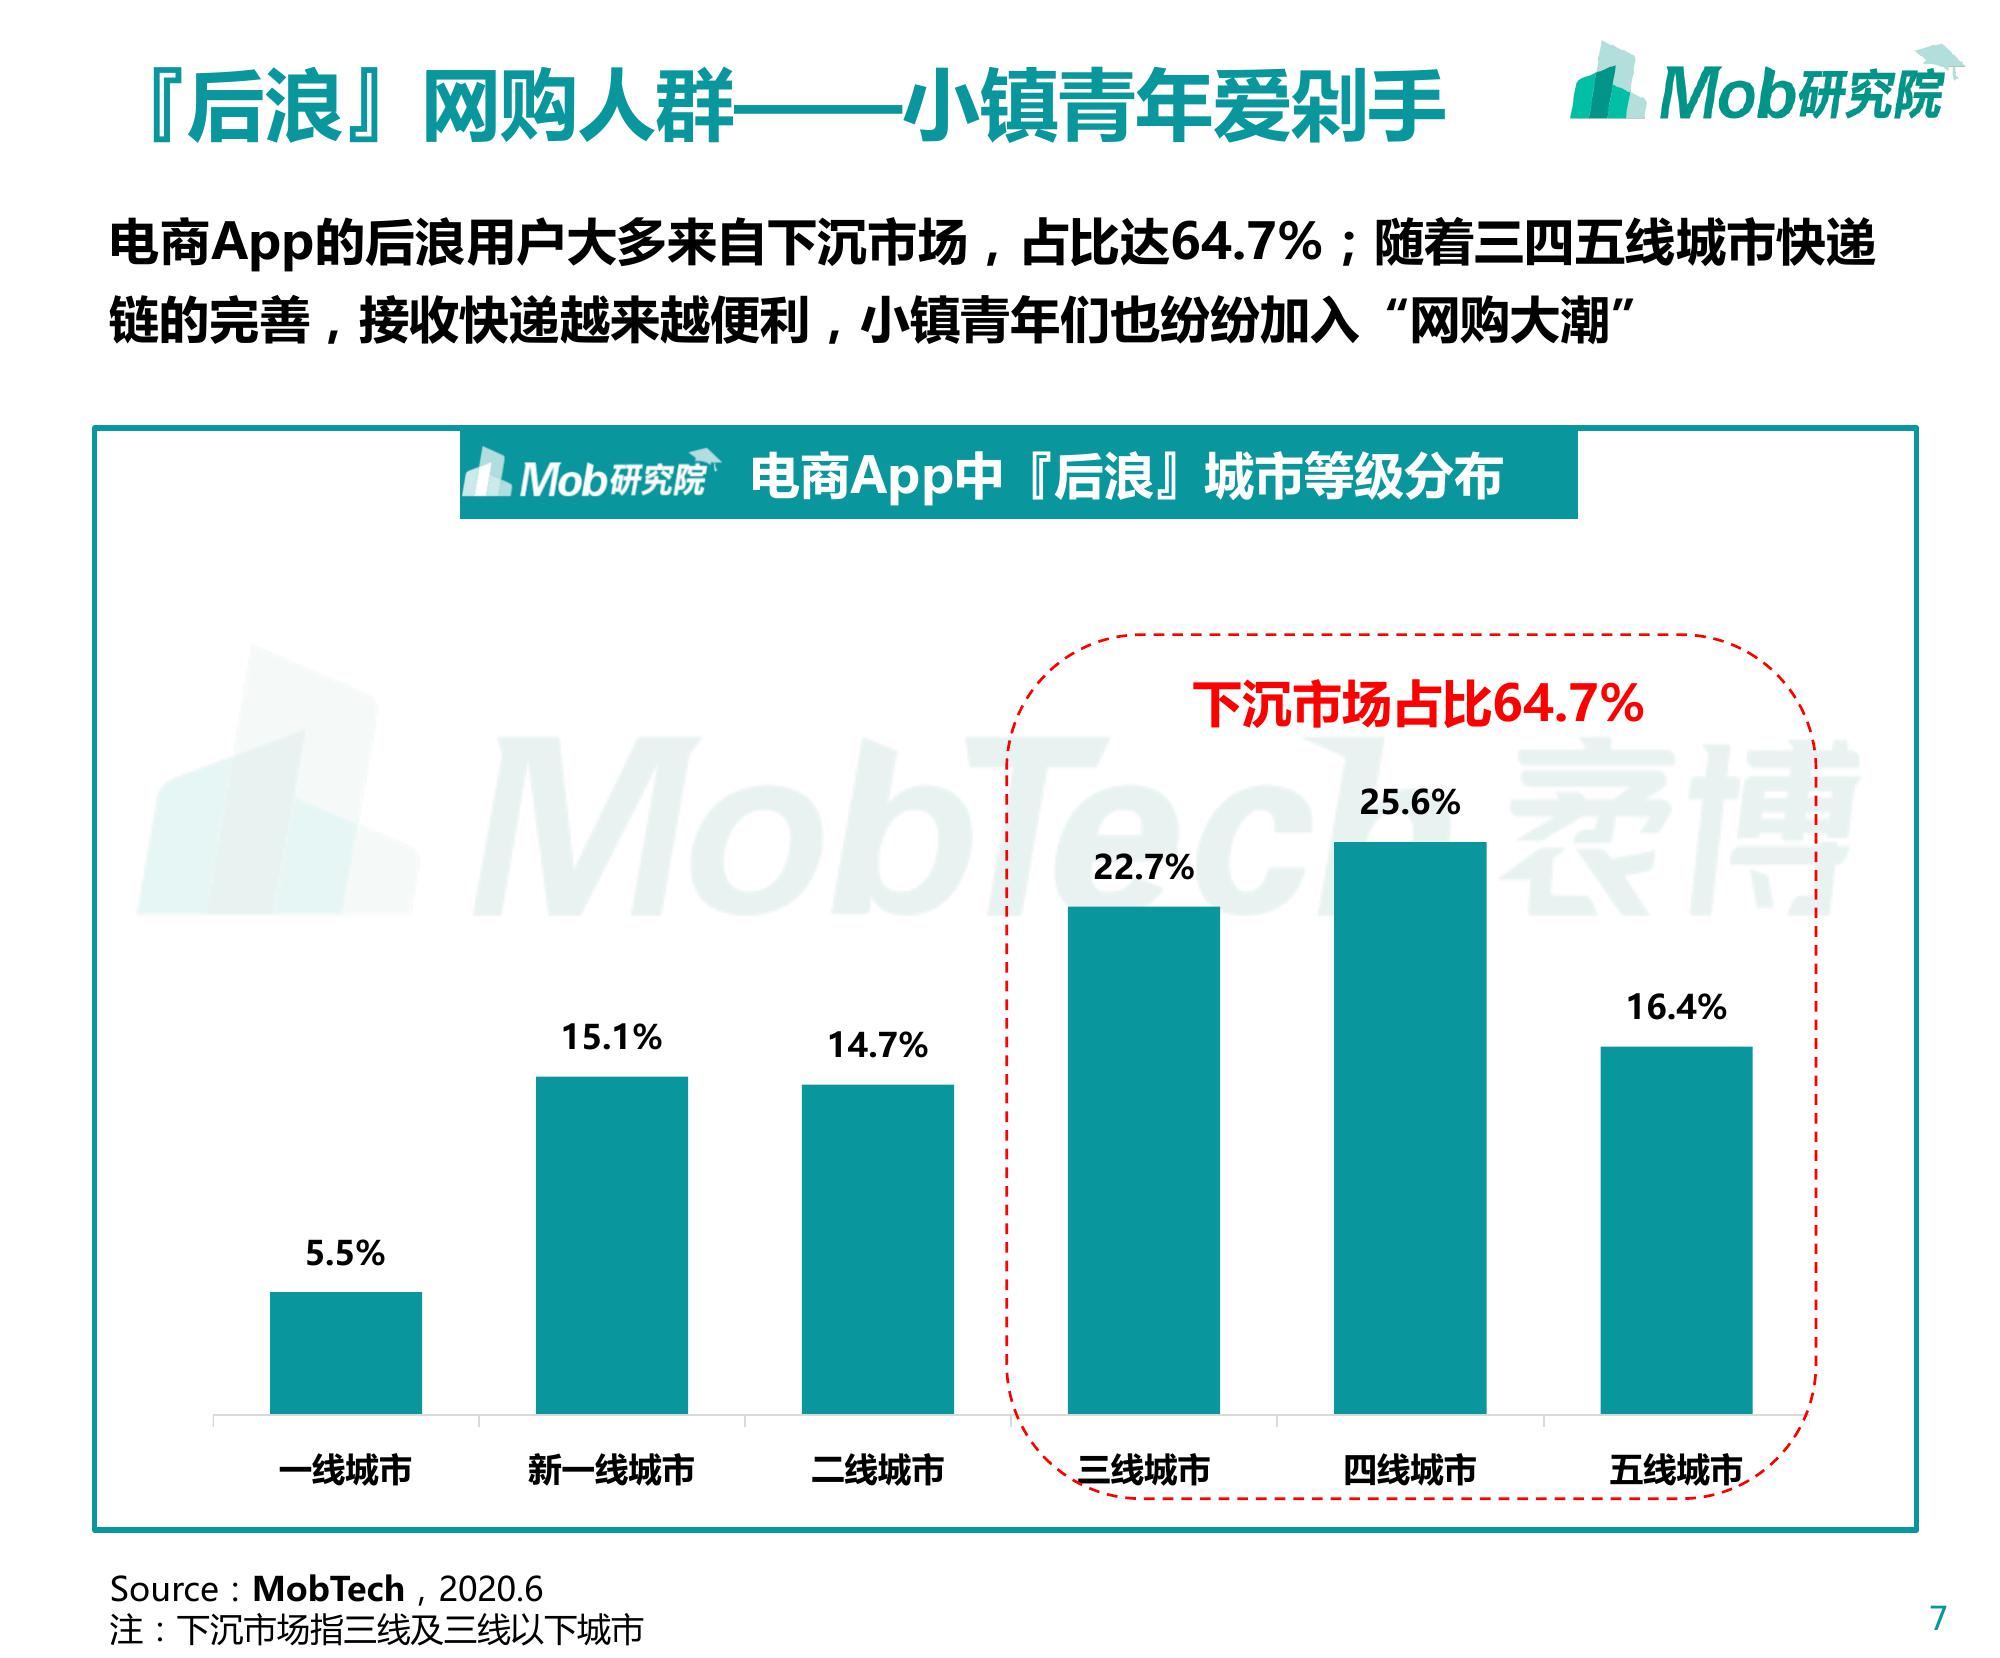 『后浪』网购人群——小镇青年爱剁手
Mob研究院
电商App的后浪用户大多来自下沉市场，占比达64.7%；随着三四五线城市快递
链的完善，接收快递越来越便利，小镇青年们也纷纷加入“网购大潮”
Mob研究院 电商App中『后浪』城市等级分布
MobTech 袤博
下沉市场占比64.7%
5.5%
15.1%
14.7%
22.7%
25.6%
16.4%
一线城市
新一线城市
二线城市
三线城市
四线城市
五线城市
Source：MobTech，2020.6
注：下沉市场指三线及三线以下城市
7